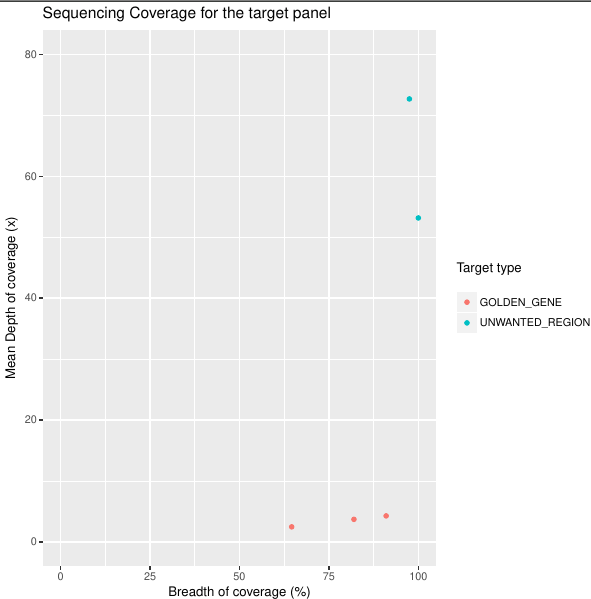 Sequencing Coverage for the target panel
80
60
40
20
0
Mean Depth of coverage (x)
0 25 50 75 100
Breadth of coverage (%)
Target type
GOLDEN_GENE
UNWANTED_REGION